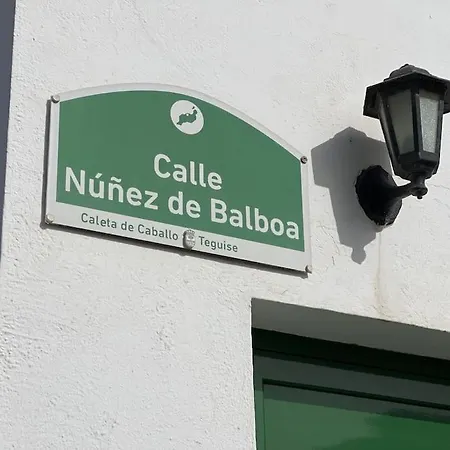 Calle
Núñez de Balboa
Caleta de Caballo Teguise